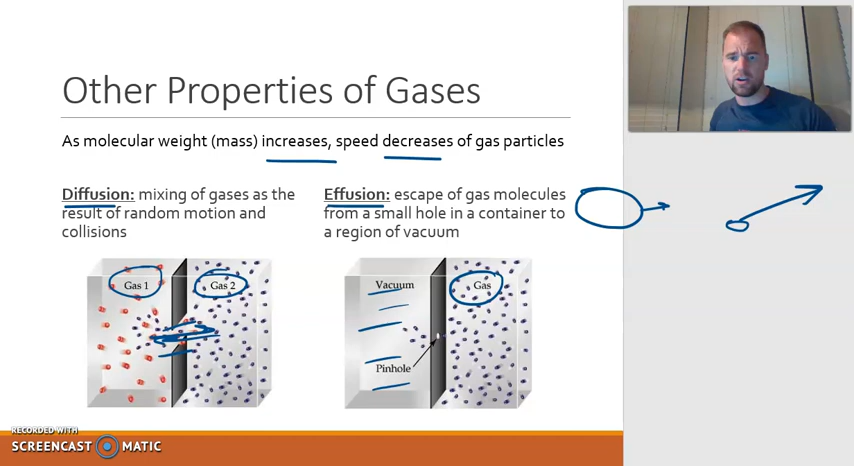 Other Properties of Gases
As molecular weight (mass) increases, speed decreases of gas particles
Diffusion: mixing of gases as the
result of random motion and
collisions
Effusion: escape of gas molecules
from a small hole in a container to
a region of vacuum
Gas 1
Gas 2
Vacuum
Gas
Pinhole
RECORDED WITH
SCREENCAST MATIC